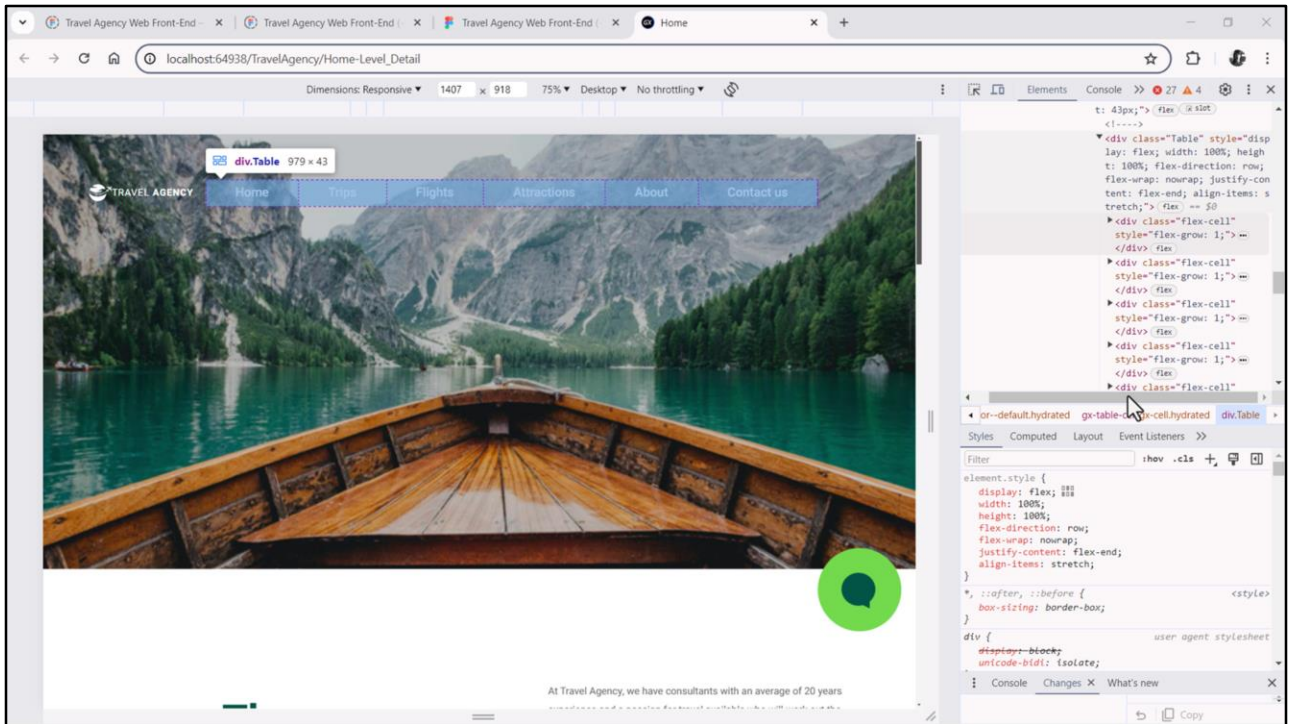 Travel Agency Web Front-End – 
Travel Agency Web Front-End (
Travel Agency Web Front-End (
GX Home
localhost:64938/TravelAgency/Home-Level_Detail
Dimensions: Responsive ▼ 1407 x 918 75% ▼ Desktop ▼ No throttling ▼
Elements Console 27 4
div.Table 979 × 43
TRAVEL AGENCY Home Trips Flights Attractions About Contact us
t: 43px;"> flex slot
<!---->
▼<div class="Table" style="disp
lay: flex; width: 100%; heigh
t: 100%; flex-direction: row;
flex-wrap: nowrap; justify-con
tent: flex-end; align-items: s
tretch;"> flex == $0
▶<div class="flex-cell"
style="flex-grow: 1;"> …
</div> flex
▶<div class="flex-cell"
style="flex-grow: 1;"> …
</div> flex
▶<div class="flex-cell"
style="flex-grow: 1;"> …
</div> flex
▶<div class="flex-cell"
style="flex-grow: 1;"> …
</div> flex
▶<div class="flex-cell"
or--default.hydrated gx-table-c gx-cell.hydrated div.Table
Styles Computed Layout Event Listeners
Filter :hov .cls
element.style {
display: flex;
width: 100%;
height: 100%;
flex-direction: row;
flex-wrap: nowrap;
justify-content: flex-end;
align-items: stretch;
}
*, ::after, ::before { <style>
box-sizing: border-box;
}
div { user agent stylesheet
display: block;
unicode-bidi: isolate;
Console Changes × What's new
Copy
At Travel Agency, we have consultants with an average of 20 years